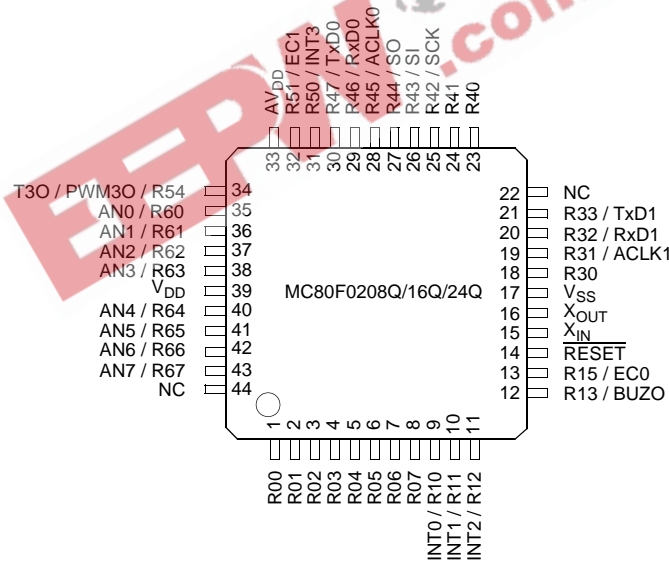 EEPW .com
AVDD
R51 / EC1
R50 / INT3
R47 / TxD0
R46 / RxD0
R45 / ACLK0
R44 / SO
R43 / SI
R42 / SCK
R41
R40
33 32 31 30 29 28 27 26 25 24 23
T3O / PWM3O / R54 34
AN0 / R60 35
AN1 / R61 36
AN2 / R62 37
AN3 / R63 38
VDD 39
AN4 / R64 40
AN5 / R65 41
AN6 / R66 42
AN7 / R67 43
NC 44
MC80F0208Q/16Q/24Q
22 NC
21 R33 / TxD1
20 R32 / RxD1
19 R31 / ACLK1
18 R30
17 VSS
16 XOUT
15 XIN
14 RESET
13 R15 / EC0
12 R13 / BUZO
1 2 3 4 5 6 7 8 9 10 11
R00
R01
R02
R03
R04
R05
R06
R07
INT0 / R10
INT1 / R11
INT2 / R12